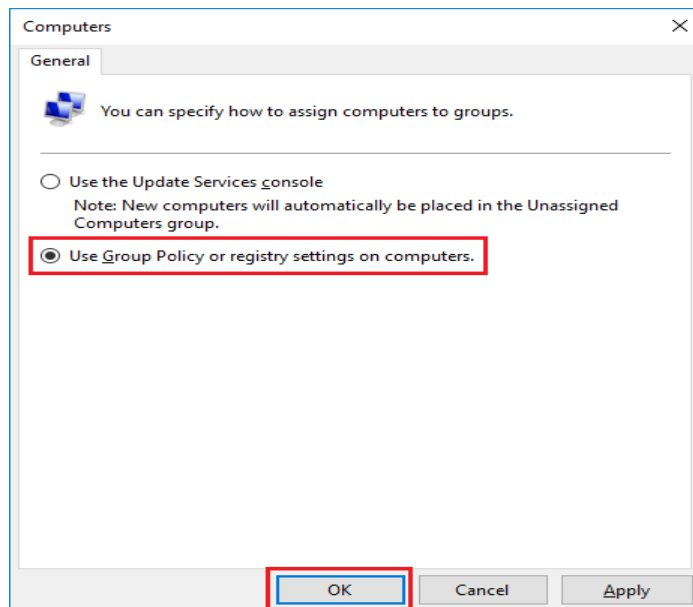 Computers
General
You can specify how to assign computers to groups.
Use the Update Services console
Note: New computers will automatically be placed in the Unassigned
Computers group.
Use Group Policy or registry settings on computers.
OK
Cancel
Apply